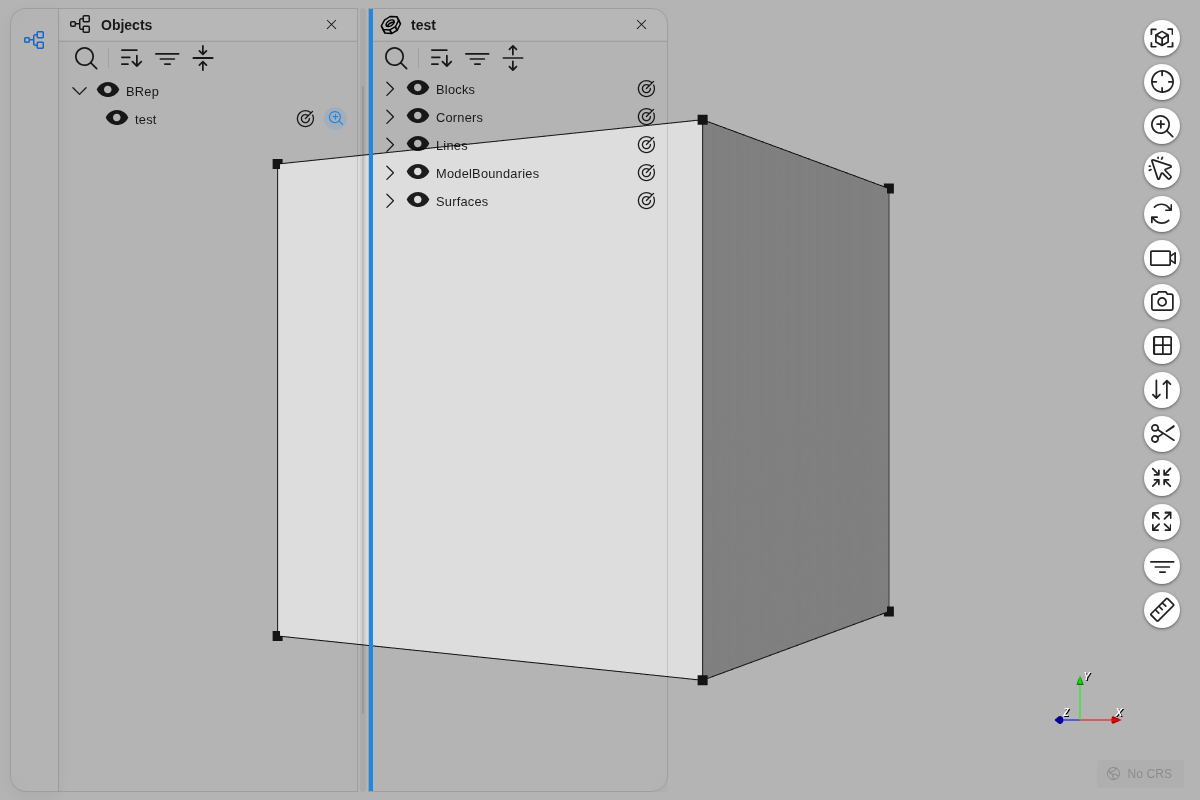 Objects
BRep
test
test
Blocks
Corners
Lines
ModelBoundaries
Surfaces
Y
Z
X
No CRS